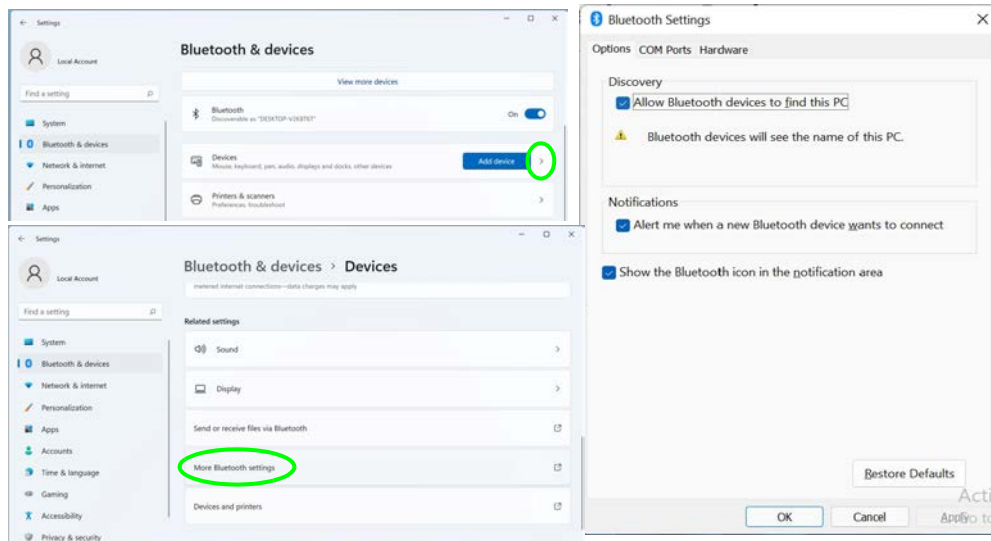 ← Settings
Local Account
Find a setting
System
Bluetooth & devices
Network & internet
Personalization
Apps
Bluetooth & devices
View more devices
Bluetooth
Discoverable as "DESKTOP-V2K8T6T"
On
Devices
Mouse, keyboard, pen, audio, displays and docks, other devices
Add device
Printers & scanners
Preferences, troubleshoot
← Settings
Local Account
Find a setting
System
Bluetooth & devices
Network & internet
Personalization
Apps
Accounts
Time & language
Gaming
Accessibility
Privacy & security
Bluetooth & devices > Devices
metered internet connections—data charges may apply
Related settings
Sound
Display
Send or receive files via Bluetooth
More Bluetooth settings
Devices and printers
Bluetooth Settings
Options COM Ports Hardware
Discovery
Allow Bluetooth devices to find this PC
Bluetooth devices will see the name of this PC.
Notifications
Alert me when a new Bluetooth device wants to connect
Show the Bluetooth icon in the notification area
Restore Defaults
OK Cancel Apply